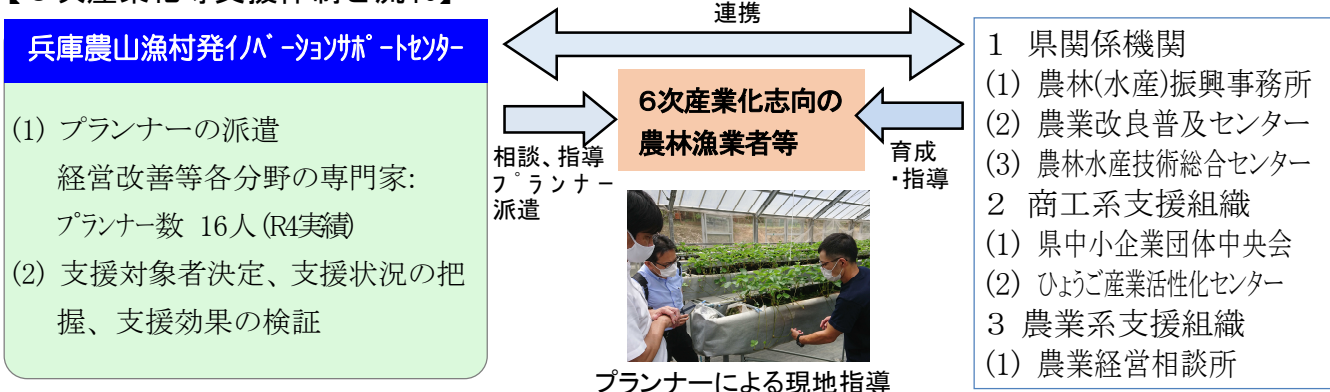 連携
兵庫農山漁村発イノベーションサポートセンター
(1) プランナーの派遣
経営改善等各分野の専門家:
プランナー数 16人(R4実績)
(2) 支援対象者決定、支援状況の把
握、支援効果の検証
相談、指導
プランナー
派遣
6次産業化志向の
農林漁業者等
育成
・指導
プランナーによる現地指導
1 県関係機関
(1) 農林(水産)振興事務所
(2) 農業改良普及センター
(3) 農林水産技術総合センター
2 商工系支援組織
(1) 県中小企業団体中央会
(2) ひょうご産業活性化センター
3 農業系支援組織
(1) 農業経営相談所